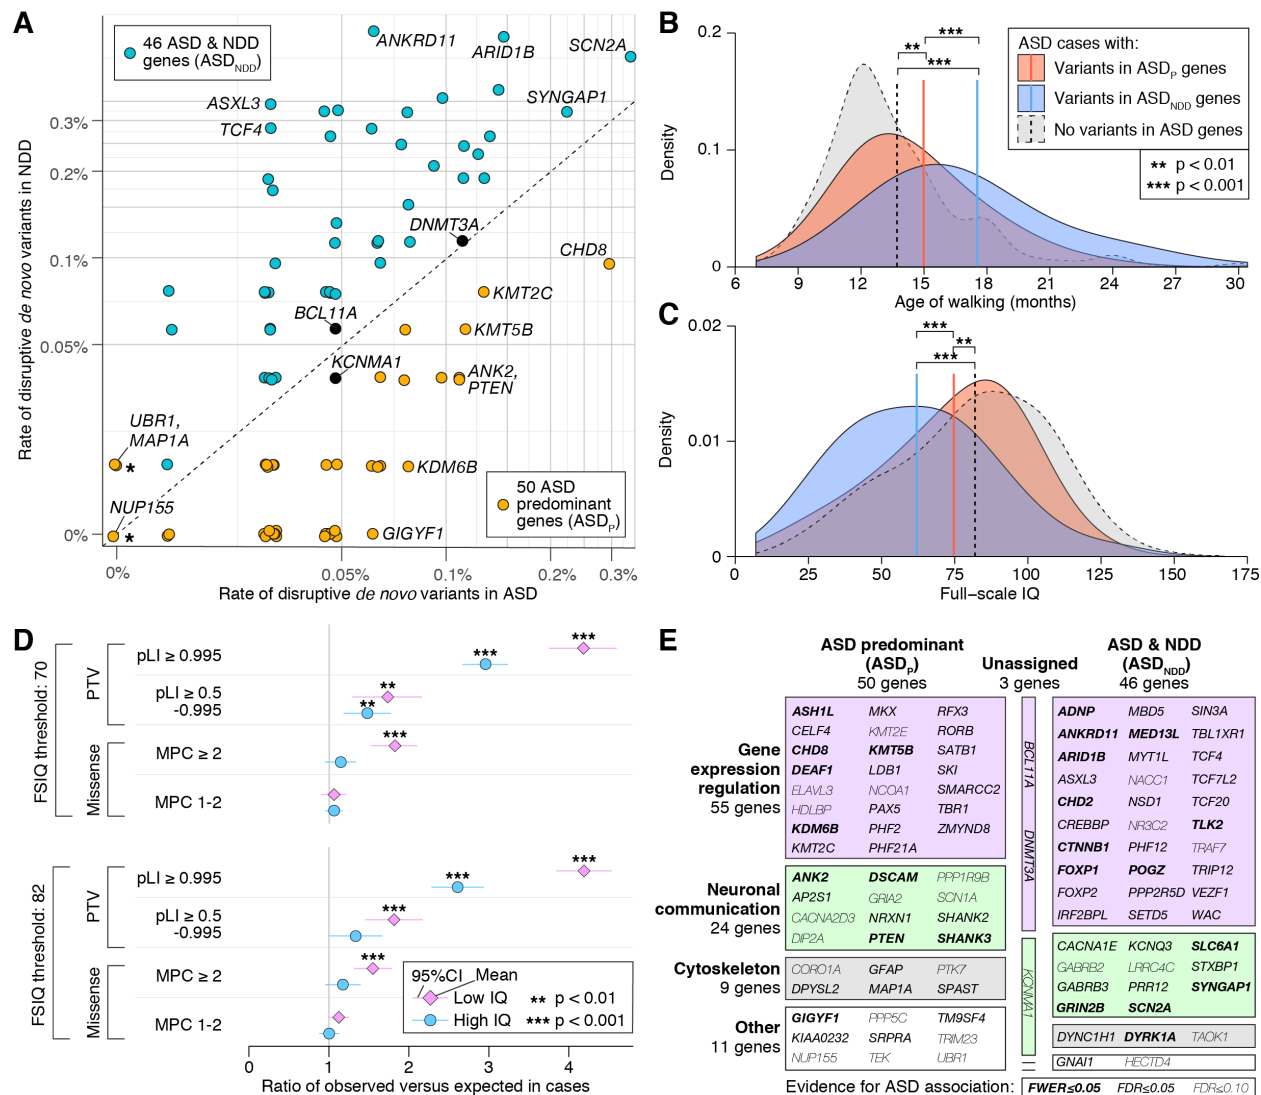 A
46 ASD & NDD
genes (ASD_NDD)
ANKRD11
ARID1B
SCN2A
ASXL3
TCF4
SYNGAP1
DNMT3A
CHD8
KMT2C
BCL11A
KMT5B
KCNMA1
ANK2,
PTEN
UBR1,
MAP1A
*
KDM6B
NUP155
*
GIGYF1
50 ASD
predominant
genes (ASD_P)
0.3%
0.2%
0.1%
0.05%
0%
Rate of disruptive de novo variants in NDD
0% 0.05% 0.1% 0.2% 0.3%
Rate of disruptive de novo variants in ASD
B
0.2
0.1
0
Density
*** 
**
***
ASD cases with:
Variants in ASD_P genes
Variants in ASD_NDD genes
No variants in ASD genes
** p < 0.01
*** p < 0.001
6 9 12 15 18 21 24 27 30
Age of walking (months)
C
0.02
0.01
0
Density
***
**
***
0 25 50 75 100 125 150 175
Full−scale IQ
D
FSIQ threshold: 70
PTV
pLI ≥ 0.995
***
***
pLI ≥ 0.5
-0.995
**
**
Missense
MPC ≥ 2
***
MPC 1-2
FSIQ threshold: 82
PTV
pLI ≥ 0.995
***
***
pLI ≥ 0.5
-0.995
***
Missense
MPC ≥ 2
***
MPC 1-2
95%CI Mean
Low IQ ** p < 0.01
High IQ *** p < 0.001
0 1 2 3 4
Ratio of observed versus expected in cases
E
ASD predominant
(ASD_P)
50 genes
Unassigned
3 genes
ASD & NDD
(ASD_NDD)
46 genes
Gene
expression
regulation
55 genes
ASH1L MKX RFX3
CELF4 KMT2E RORB
CHD8 KMT5B SATB1
DEAF1 LDB1 SKI
ELAVL3 NCOA1 SMARCC2
HDLBP PAX5 TBR1
KDM6B PHF2 ZMYND8
KMT2C PHF21A
BCL11A
DNMT3A
ADNP MBD5 SIN3A
ANKRD11 MED13L TBL1XR1
ARID1B MYT1L TCF4
ASXL3 NACC1 TCF7L2
CHD2 NSD1 TCF20
CREBBP NR3C2 TLK2
CTNNB1 PHF12 TRAF7
FOXP1 POGZ TRIP12
FOXP2 PPP2R5D VEZF1
IRF2BPL SETD5 WAC
Neuronal
communication
24 genes
ANK2 DSCAM PPP1R9B
AP2S1 GRIA2 SCN1A
CACNA2D3 NRXN1 SHANK2
DIP2A PTEN SHANK3
KCNMA1
CACNA1E KCNQ3 SLC6A1
GABRB2 LRRC4C STXBP1
GABRB3 PRR12 SYNGAP1
GRIN2B SCN2A
Cytoskeleton
9 genes
CORO1A GFAP PTK7
DPYSL2 MAP1A SPAST
DYNC1H1 DYRK1A TAOK1
Other
11 genes
GIGYF1 PPP5C TM9SF4
KIAA0232 SRPRA TRIM23
NUP155 TEK UBR1
GNAI1 HECTD4
Evidence for ASD association: FWER≤0.05 FDR≤0.05 FDR≤0.10